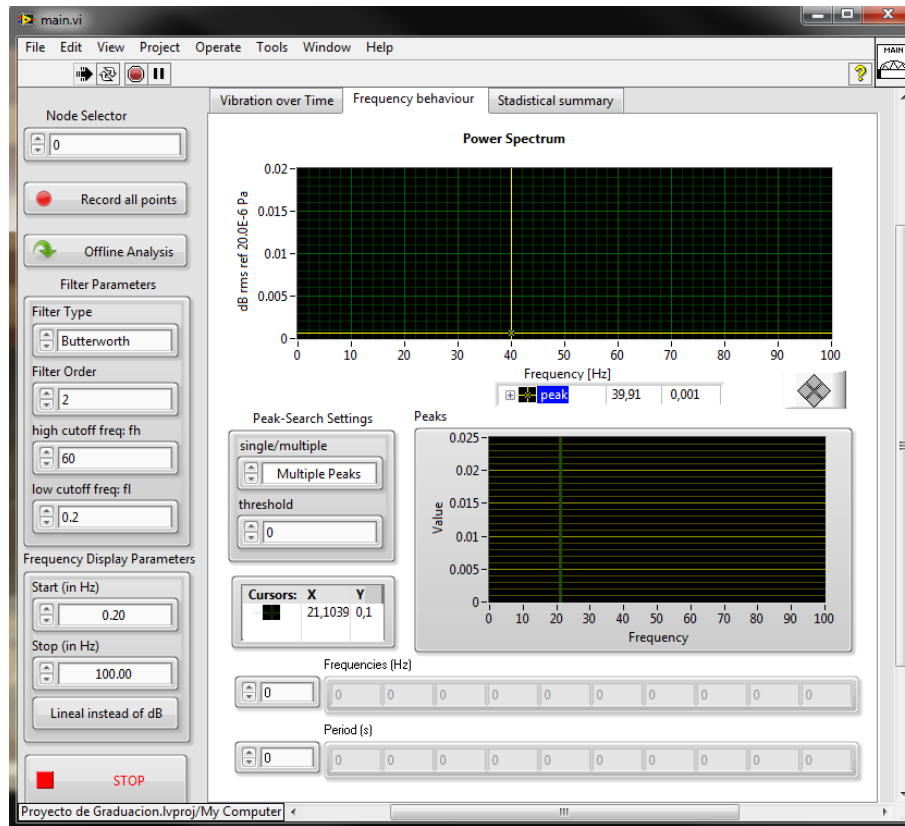 main.vi
File Edit View Project Operate Tools Window Help
MAIN
?
Node Selector
0
Record all points
Offline Analysis
Filter Parameters
Filter Type
Butterworth
Filter Order
2
high cutoff freq: fh
60
low cutoff freq: fl
0.2
Frequency Display Parameters
Start (in Hz)
0.20
Stop (in Hz)
100.00
Lineal instead of dB
STOP
Vibration over Time Frequency behaviour Stadistical summary
Power Spectrum
dB rms ref 20.0E-6 Pa
0.02
0.015
0.01
0.005
0
0 10 20 30 40 50 60 70 80 90 100
Frequency [Hz]
peak 39,91 0,001
Peak-Search Settings
single/multiple
Multiple Peaks
threshold
0
Cursors: X Y
21,1039 0,1
Peaks
Value
0.025
0.02
0.015
0.01
0.005
0
0 10 20 30 40 50 60 70 80 90 100
Frequency
Frequencies (Hz)
0 0 0 0 0 0 0 0 0 0 0
Period (s)
0 0 0 0 0 0 0 0 0 0 0
Proyecto de Graduacion.lvproj/My Computer